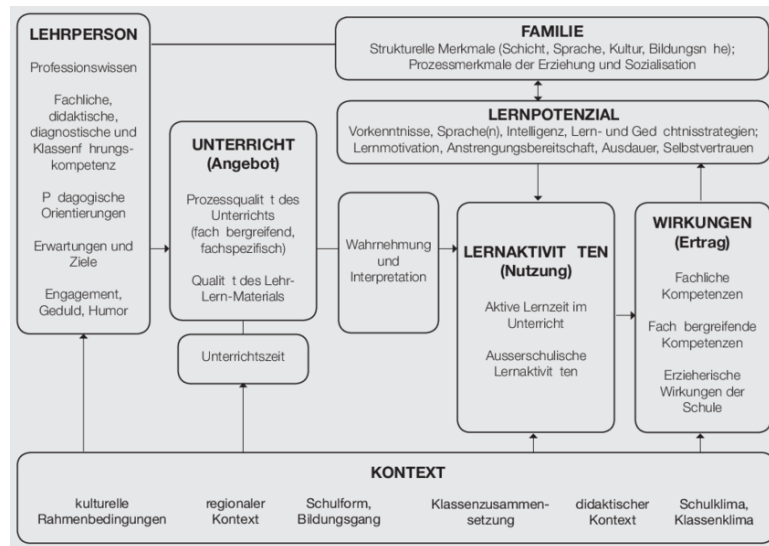 LEHRPERSON
Professionswissen
Fachliche,
didaktische,
diagnostische und
Klassenf hrungs-
kompetenz
P dagogische
Orientierungen
Erwartungen und
Ziele
Engagement,
Geduld, Humor
FAMILIE
Strukturelle Merkmale (Schicht, Sprache, Kultur, Bildungsn he);
Prozessmerkmale der Erziehung und Sozialisation
LERNPOTENZIAL
Vorkenntnisse, Sprache(n), Intelligenz, Lern- und Ged chtnisstrategien;
Lernmotivation, Anstrengungsbereitschaft, Ausdauer, Selbstvertrauen
UNTERRICHT
(Angebot)
Prozessqualit t des
Unterrichts
(fach bergreifend,
fachspezifisch)
Qualit t des Lehr-
Lern-Materials
Unterrichtszeit
Wahrnehmung
und
Interpretation
LERNAKTIVIT TEN
(Nutzung)
Aktive Lernzeit im
Unterricht
Ausserschulische
Lernaktivit ten
WIRKUNGEN
(Ertrag)
Fachliche
Kompetenzen
Fach bergreifende
Kompetenzen
Erzieherische
Wirkungen der
Schule
KONTEXT
kulturelle
Rahmenbedingungen
regionaler
Kontext
Schulform,
Bildungsgang
Klassenzusammen-
setzung
didaktischer
Kontext
Schulklima,
Klassenklima